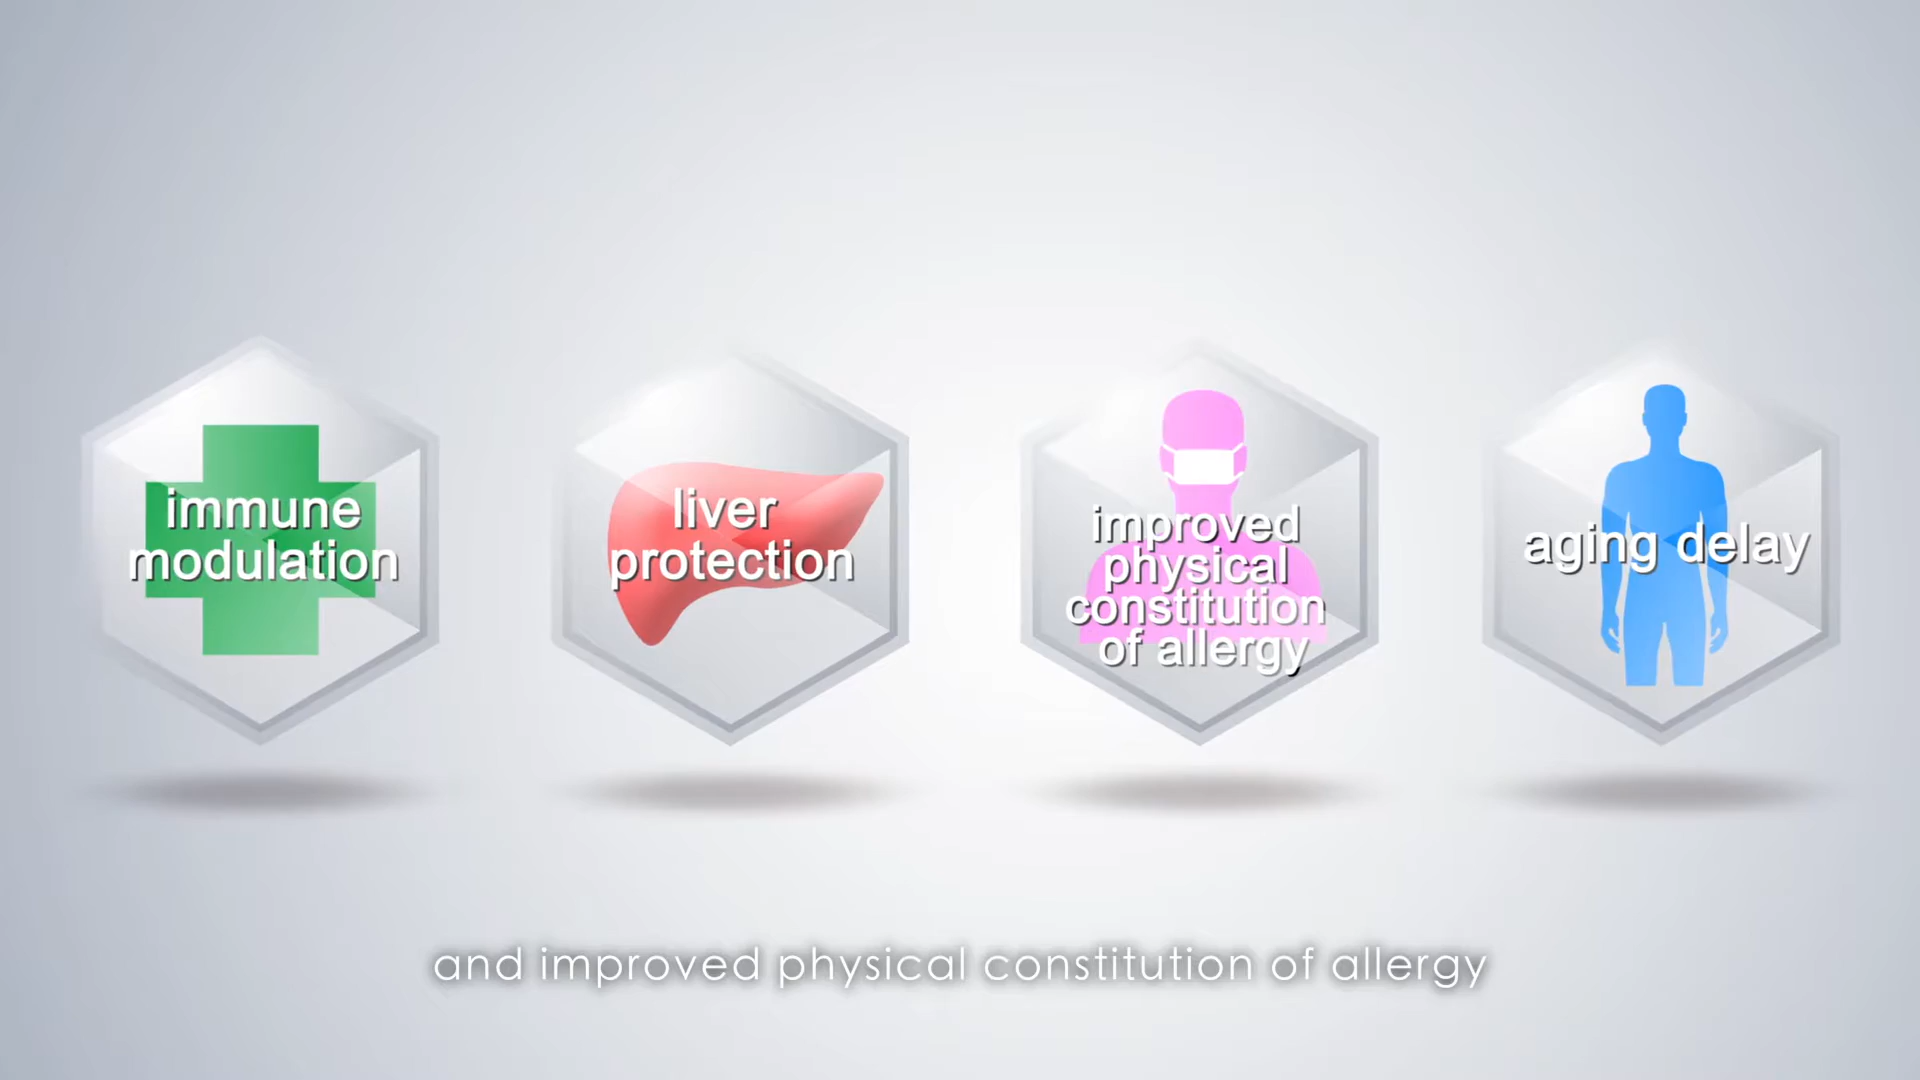 immune
modulation
liver
protection
improved
physical
constitution
of allergy
aging delay
and improved physical constitution of allergy